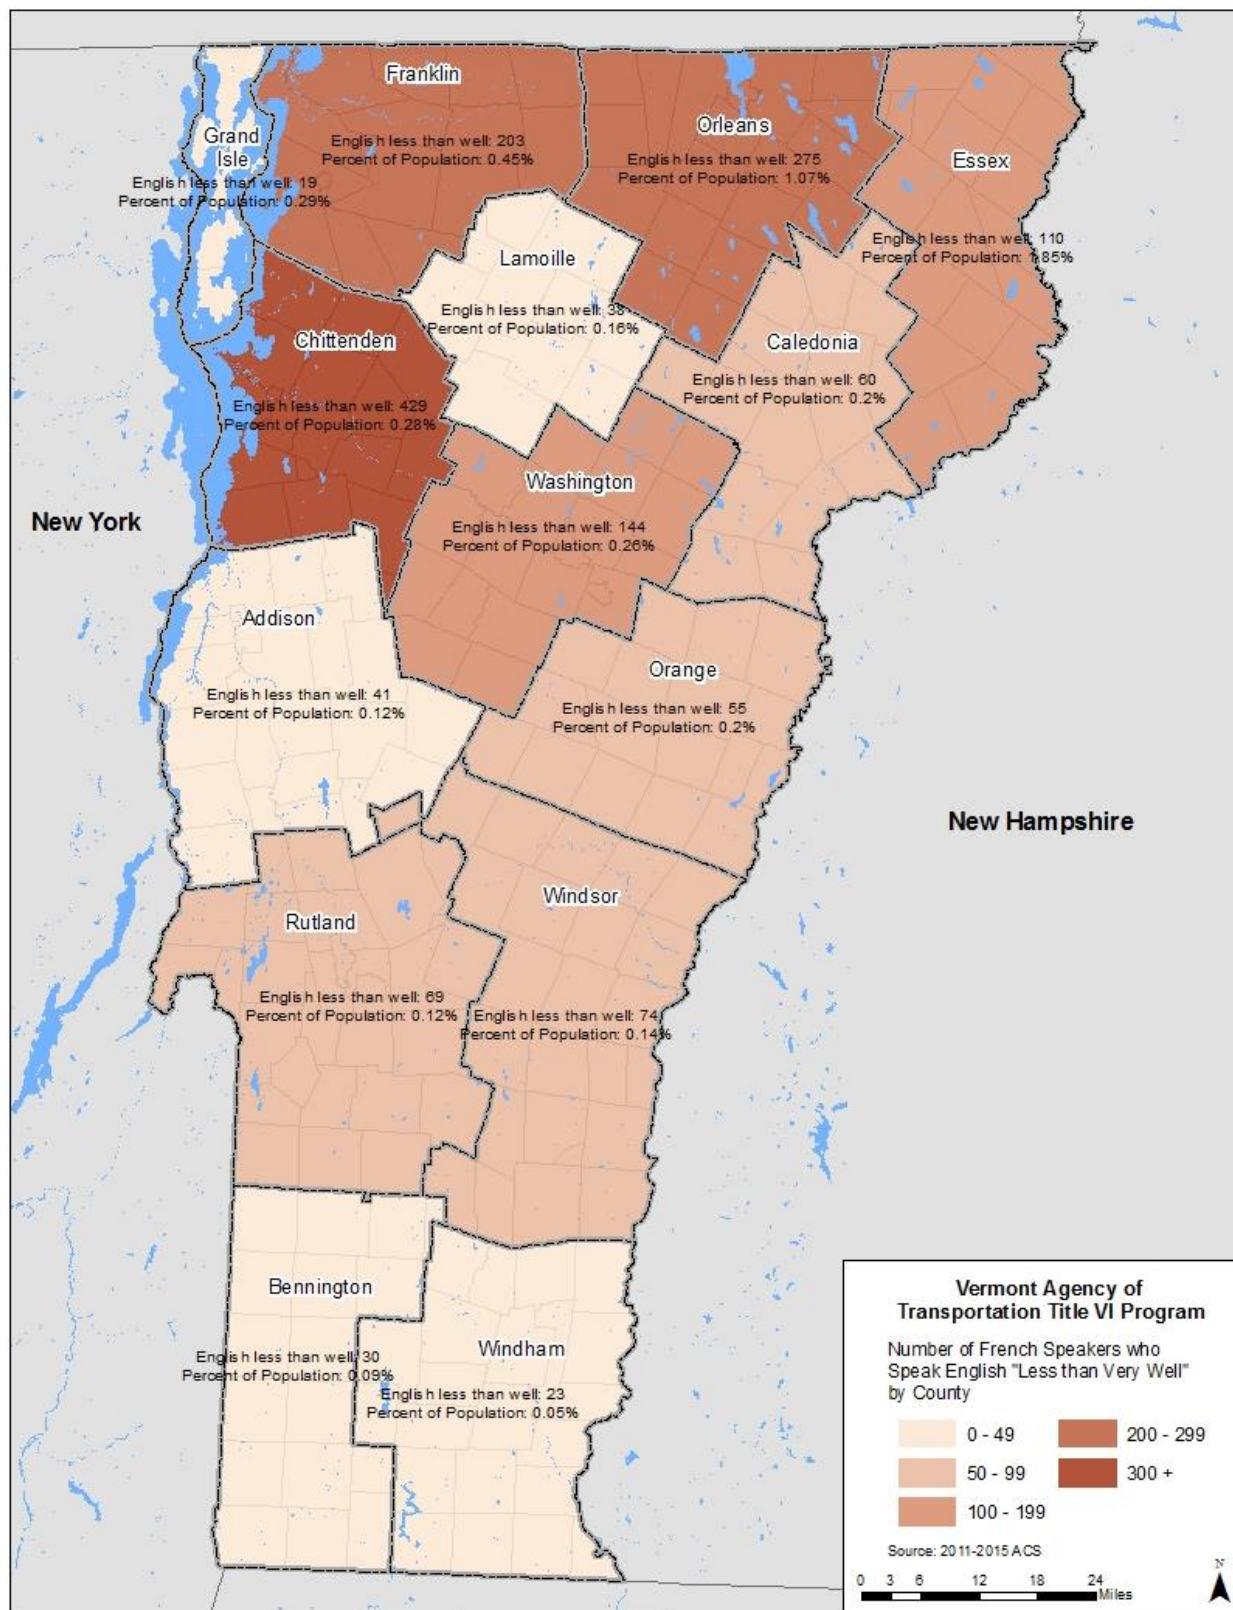 Franklin
English less than well: 203
Percent of Population: 0.45%
Orleans
English less than well: 275
Percent of Population: 1.07%
Grand
Isle
English less than well: 19
Percent of Population: 0.29%
Essex
English less than well: 110
Percent of Population: 1.85%
Lamoille
English less than well: 38
Percent of Population: 0.16%
Chittenden
English less than well: 429
Percent of Population: 0.28%
Caledonia
English less than well: 60
Percent of Population: 0.2%
Washington
English less than well: 144
Percent of Population: 0.26%
New York
Addison
English less than well: 41
Percent of Population: 0.12%
Orange
English less than well: 55
Percent of Population: 0.2%
New Hampshire
Windsor
English less than well: 74
Percent of Population: 0.14%
Rutland
English less than well: 69
Percent of Population: 0.12%
Bennington
English less than well: 30
Percent of Population: 0.09%
Windham
English less than well: 23
Percent of Population: 0.05%
Vermont Agency of
Transportation Title VI Program
Number of French Speakers who
Speak English "Less than Very Well"
by County
0 - 49
50 - 99
100 - 199
200 - 299
300 +
Source: 2011-2015 ACS
0 3 6 12 18 24
Miles
N